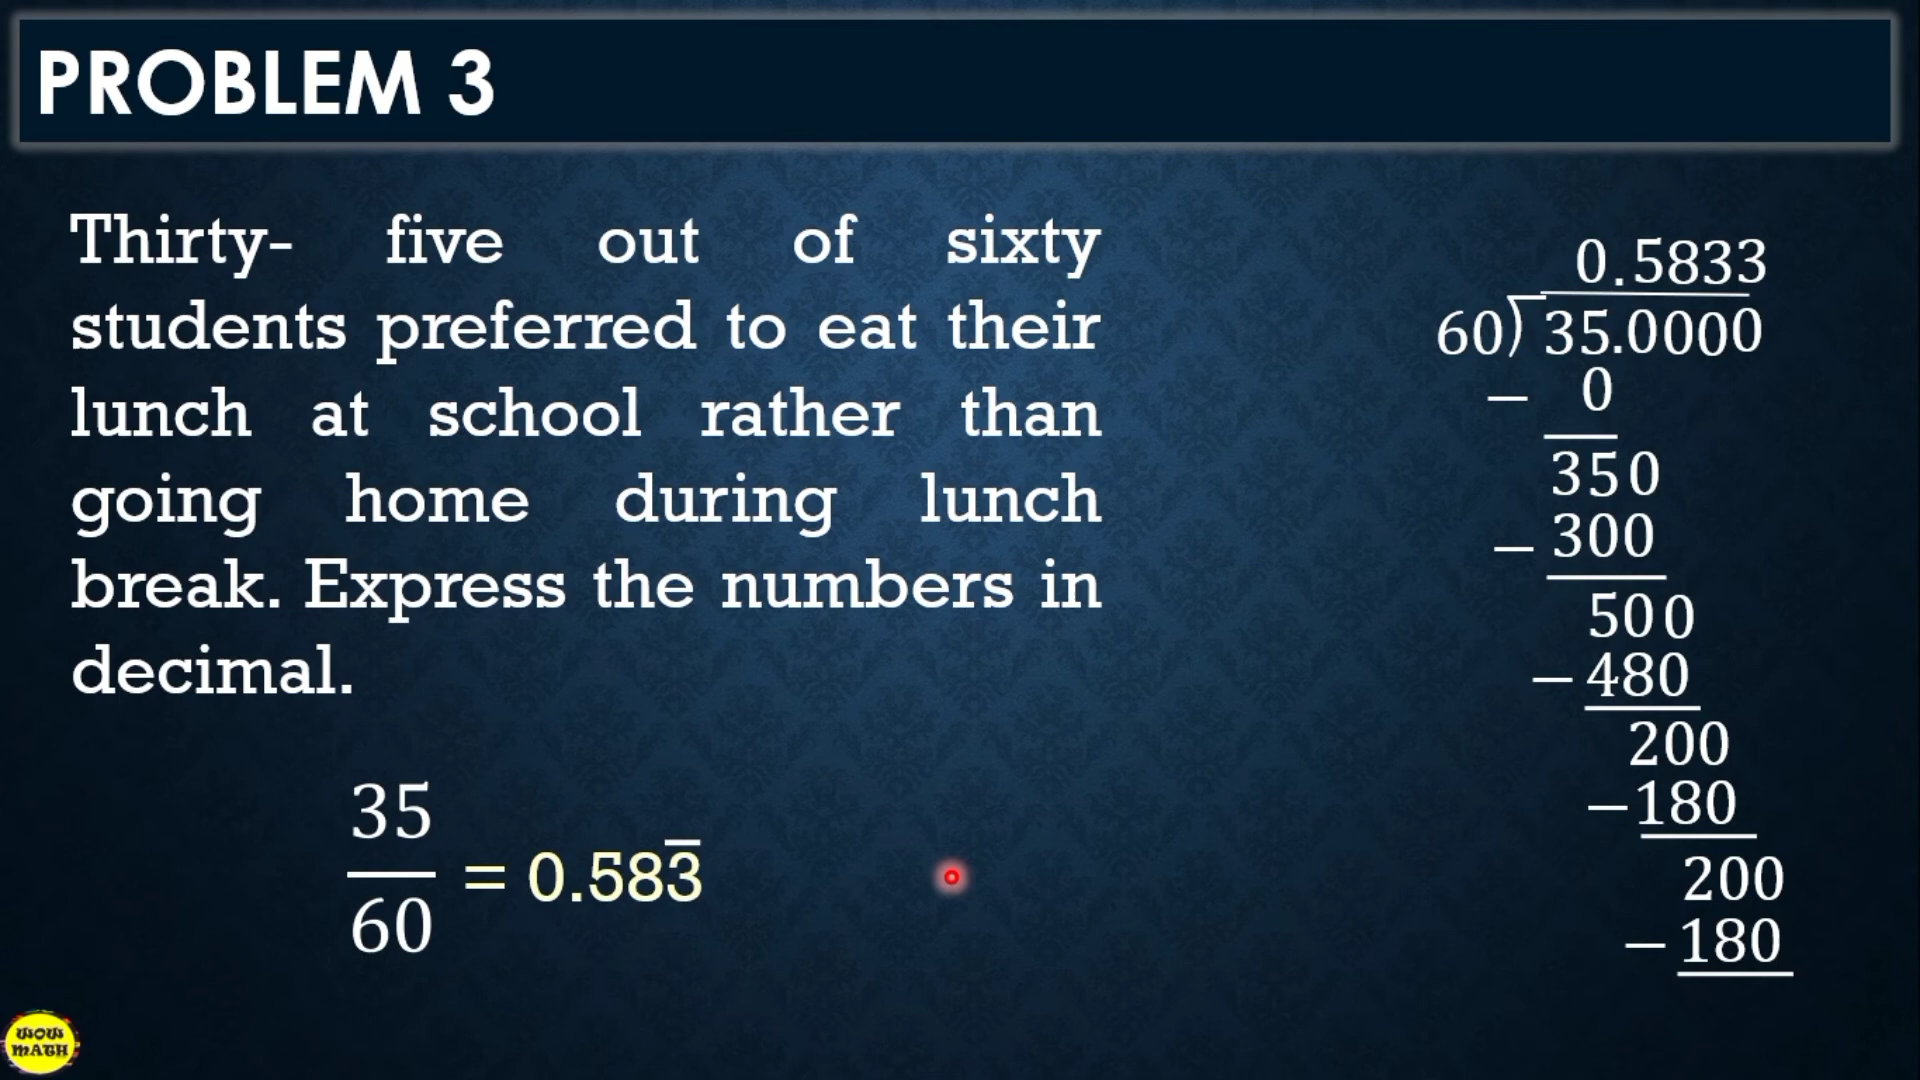 PROBLEM 3
Thirty- five out of sixty
students preferred to eat their
lunch at school rather than
going home during lunch
break. Express the numbers in
decimal.
35
60
= 0.583̅
0.5833
60) 35.0000
− 0
350
− 300
500
− 480
200
−180
200
−180
WOW
MATH